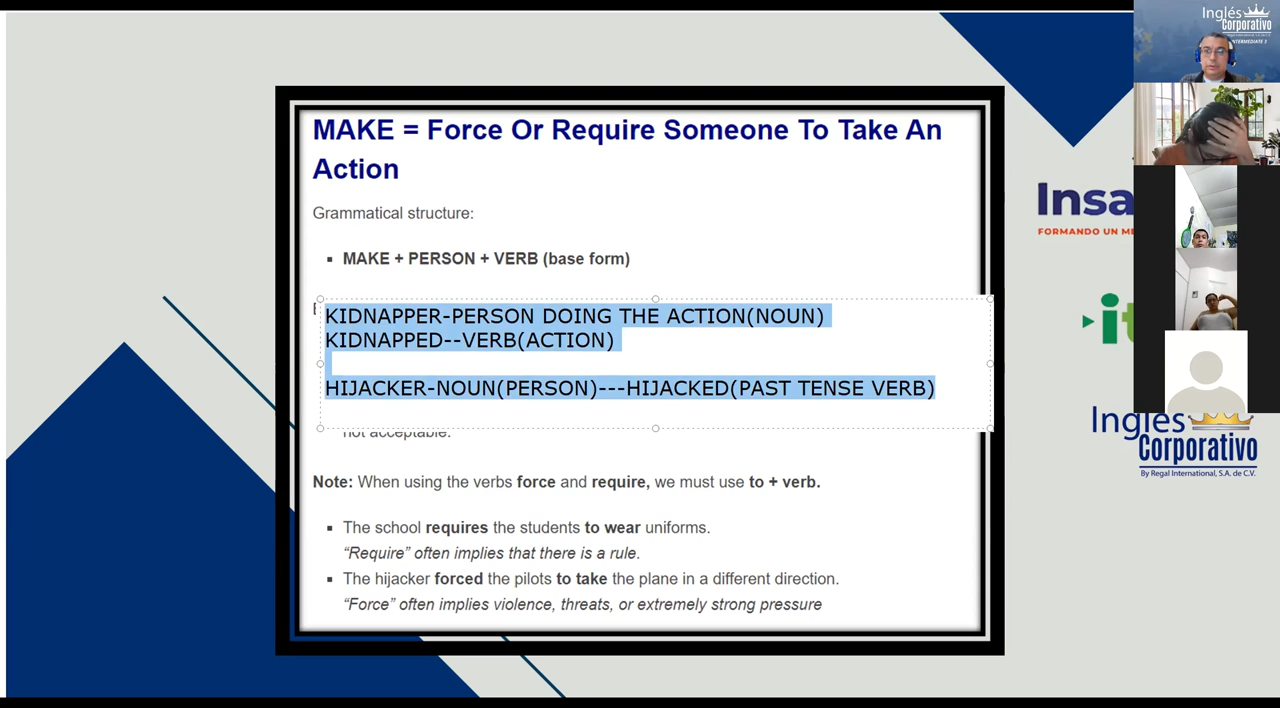 MAKE = Force Or Require Someone To Take An
Action
Grammatical structure:
MAKE + PERSON + VERB (base form)
KIDNAPPER-PERSON DOING THE ACTION(NOUN)
KIDNAPPED--VERB(ACTION)
HIJACKER-NOUN(PERSON)---HIJACKED(PAST TENSE VERB)
not acceptable.
Note: When using the verbs force and require, we must use to + verb.
The school requires the students to wear uniforms.
“Require” often implies that there is a rule.
The hijacker forced the pilots to take the plane in a different direction.
“Force” often implies violence, threats, or extremely strong pressure
Inglés
Corporativo
INTERMEDIATE 3
Insa
FORMANDO UN ME
it
Inglés
Corporativo
By Regal International, S.A. de C.V.